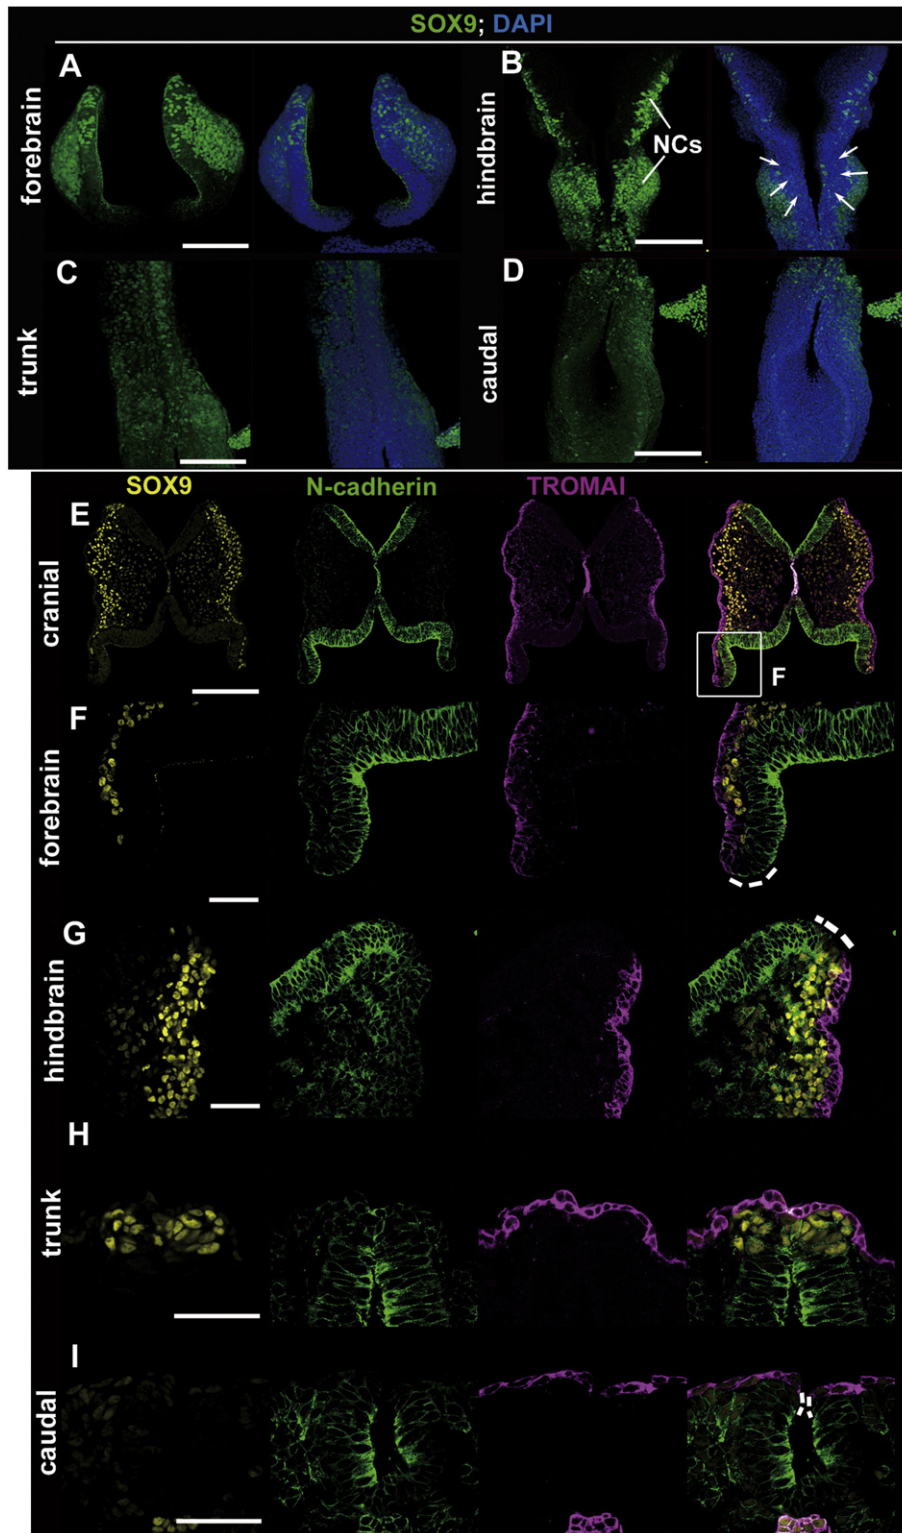 SOX9; DAPI
A
B
forebrain
hindbrain
NCs
C
D
trunk
caudal
SOX9
N-cadherin
TROMAI
E
cranial
F
F
forebrain
G
hindbrain
H
trunk
I
caudal